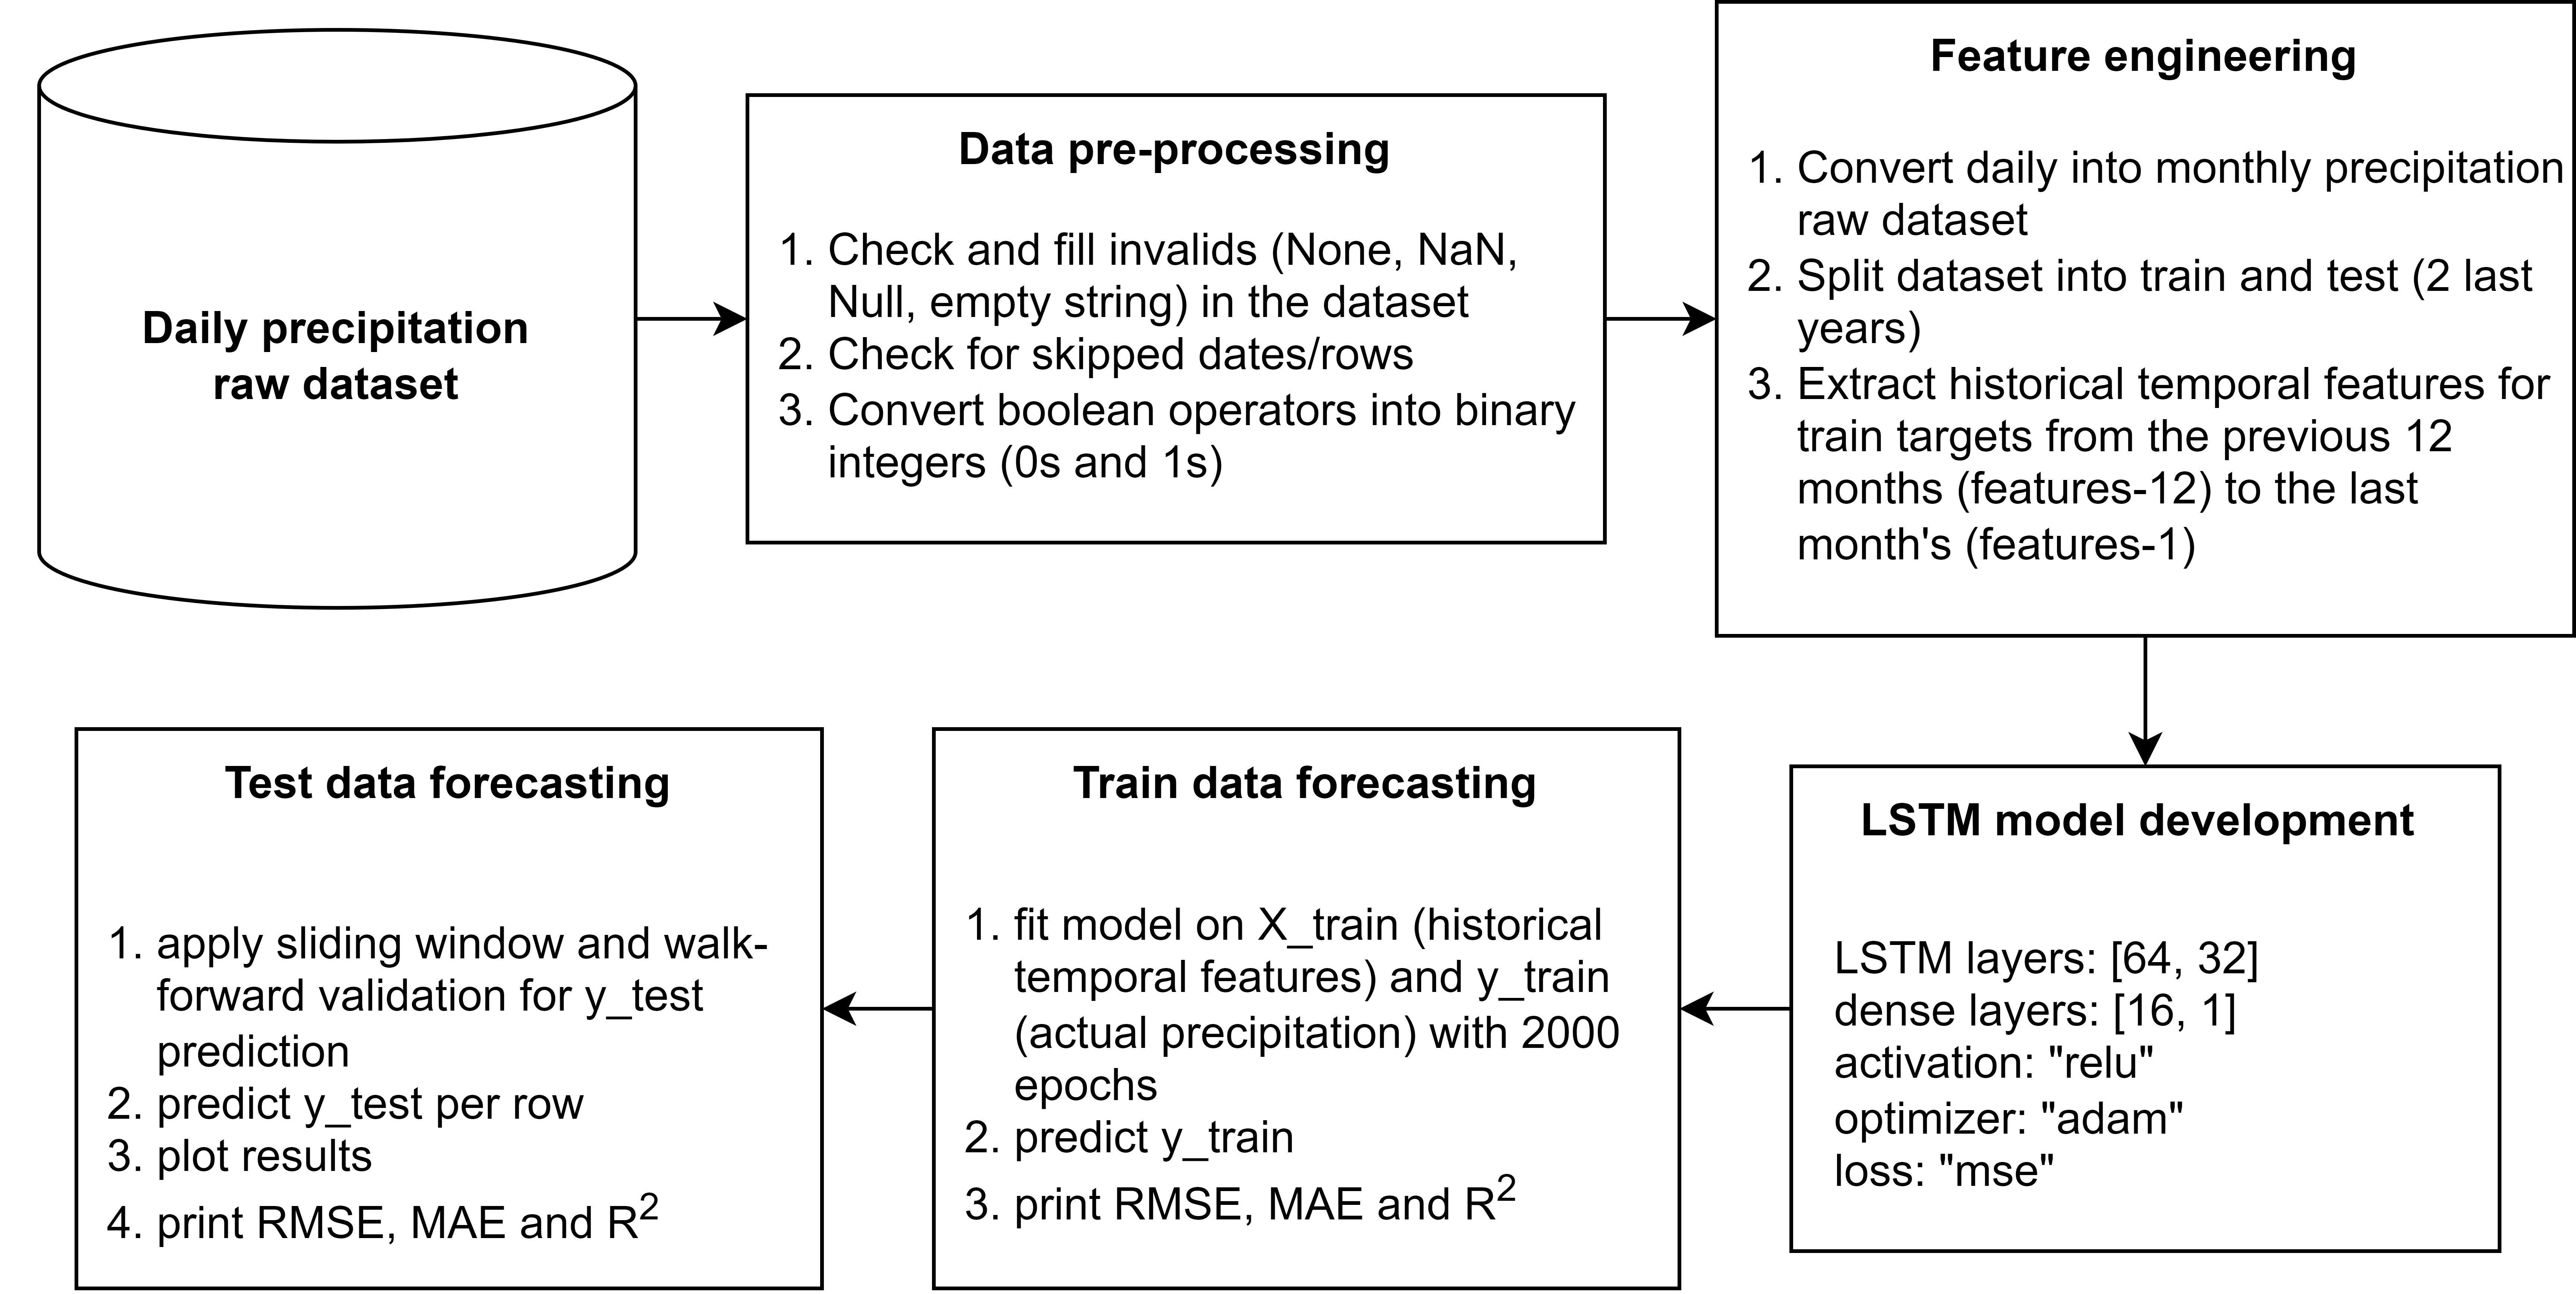 Daily precipitation
raw dataset
Data pre-processing
1. Check and fill invalids (None, NaN,
Null, empty string) in the dataset
2. Check for skipped dates/rows
3. Convert boolean operators into binary
integers (0s and 1s)
Feature engineering
1. Convert daily into monthly precipitation
raw dataset
2. Split dataset into train and test (2 last
years)
3. Extract historical temporal features for
train targets from the previous 12
months (features-12) to the last
month's (features-1)
LSTM model development
LSTM layers: [64, 32]
dense layers: [16, 1]
activation: "relu"
optimizer: "adam"
loss: "mse"
Train data forecasting
1. fit model on X_train (historical
temporal features) and y_train
(actual precipitation) with 2000
epochs
2. predict y_train
3. print RMSE, MAE and R²
Test data forecasting
1. apply sliding window and walk-
forward validation for y_test
prediction
2. predict y_test per row
3. plot results
4. print RMSE, MAE and R²